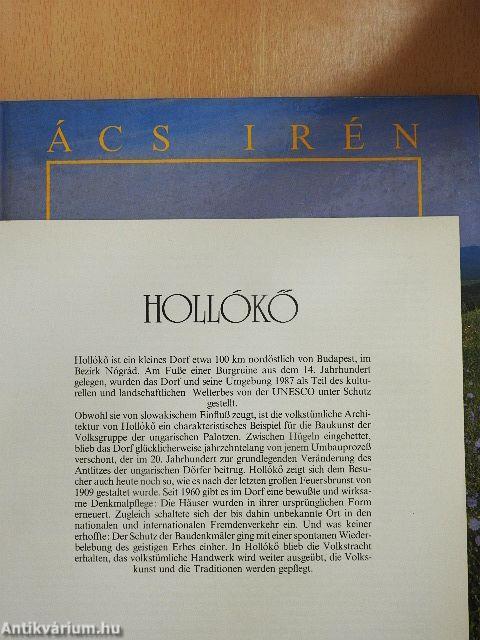 ÁCS IRÉN
HOLLÓKŐ
Hollókő ist ein kleines Dorf etwa 100 km nordöstlich von Budapest, im
Bezirk Nógrád. Am Fuße einer Burgruine aus dem 14. Jahrhundert
gelegen, wurden das Dorf und seine Umgebung 1987 als Teil des kultu-
rellen und landschaftlichen Welterbes von der UNESCO unter Schutz
gestellt.
Obwohl sie von slowakischem Einfluß zeugt, ist die volkstümliche Archi-
tektur von Hollókő ein charakteristisches Beispiel für die Baukunst der
Volksgruppe der ungarischen Palotzen. Zwischen Hügeln eingebettet,
blieb das Dorf glücklicherweise jahrzehntelang von jenem Umbauprozeß
verschont, der im 20. Jahrhundert zur grundlegenden Veränderung des
Antlitzes der ungarischen Dörfer beitrug. Hollókő zeigt sich dem Besu-
cher auch heute noch so, wie es nach der letzten großen Feuersbrunst von
1909 gestaltet wurde. Seit 1960 gibt es im Dorf eine bewußte und wirksa-
me Denkmalpflege: Die Häuser wurden in ihrer ursprünglichen Form
erneuert. Zugleich schaltete sich der bis dahin unbekannte Ort in den
nationalen und internationalen Fremdenverkehr ein. Und was keiner
erhoffte: Der Schutz der Baudenkmäler ging mit einer spontanen Wieder-
belebung des geistigen Erbes einher. In Hollókő blieb die Volkstracht
erhalten, das volkstümliche Handwerk wird weiter ausgeübt, die Volks-
kunst und die Traditionen werden gepflegt.
Antikvárium.hu